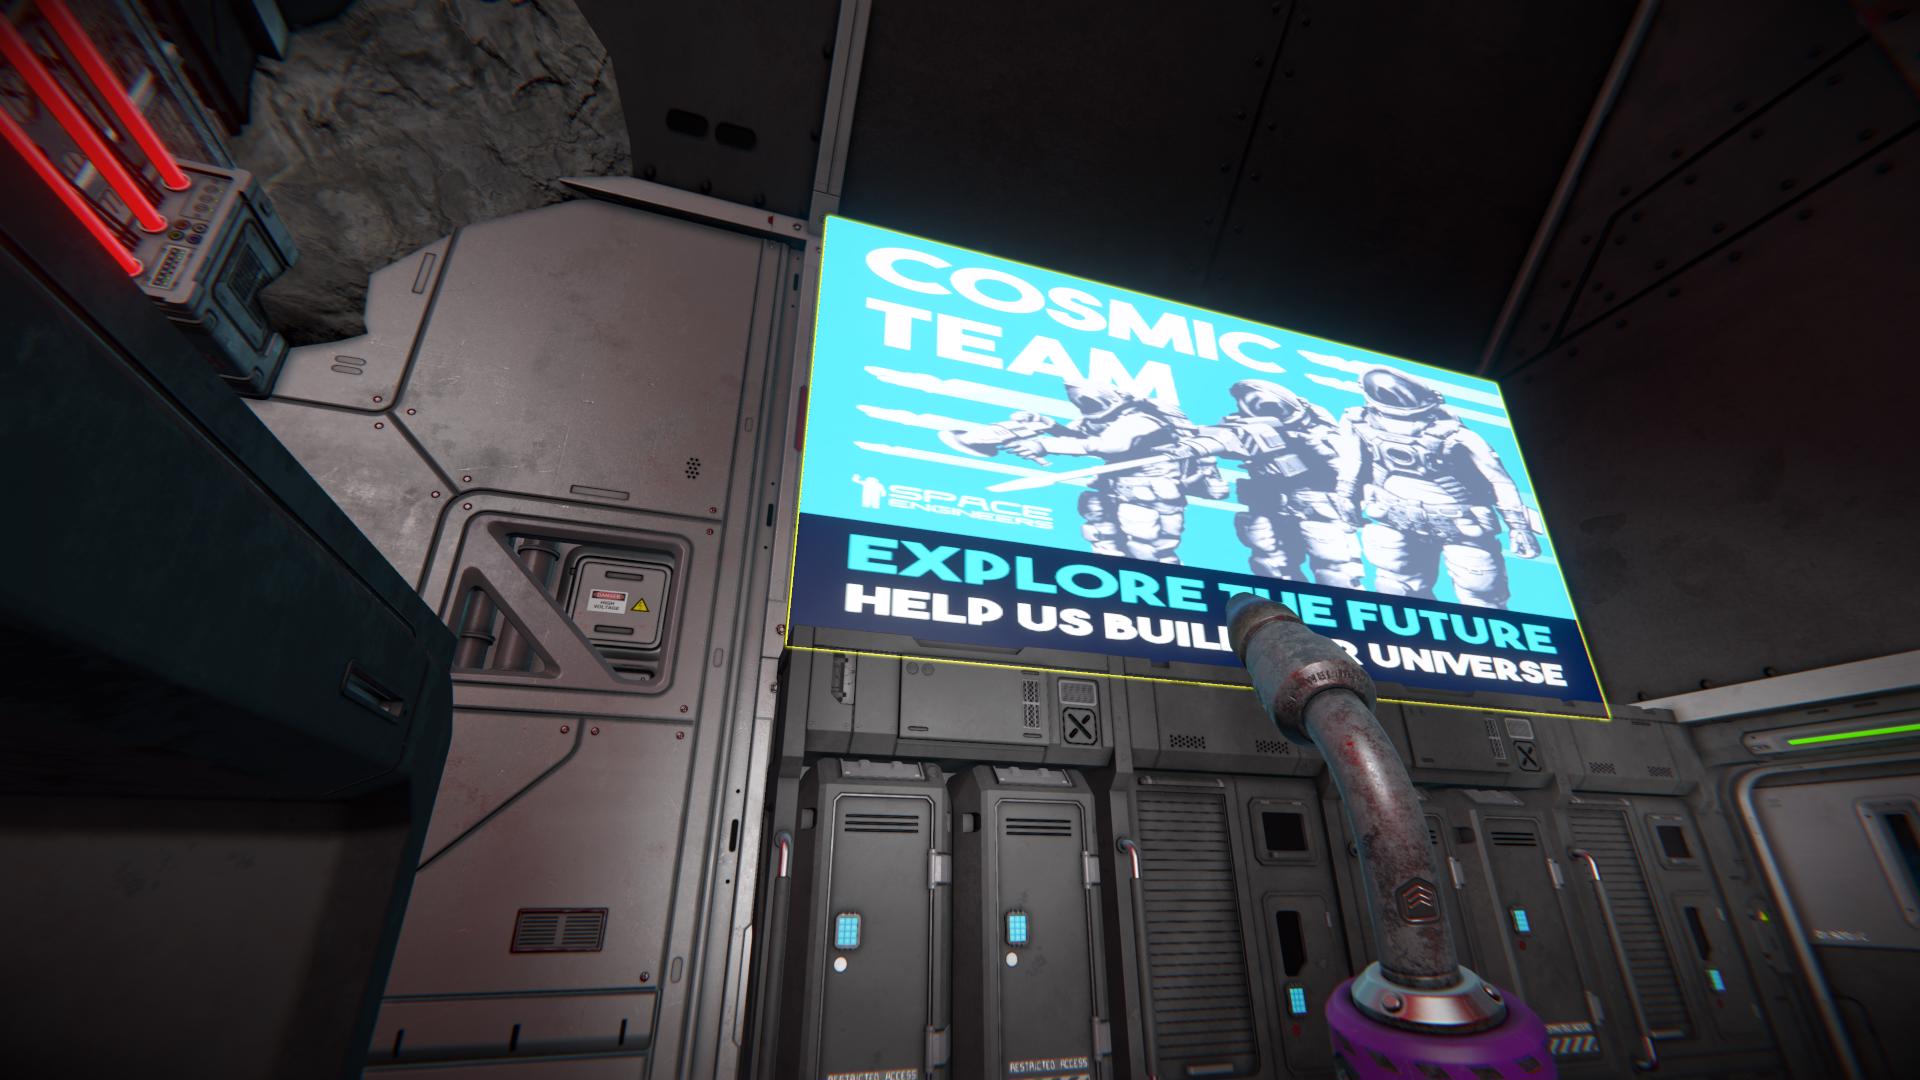 COSMIC
TEAM
SPACE
ENGINEERS
EXPLORE THE FUTURE
HELP US BUIL R UNIVERSE
DANGER
HIGH
VOLTAGE
RESTRICTED ACCESS
RESTRICTED ACCESS